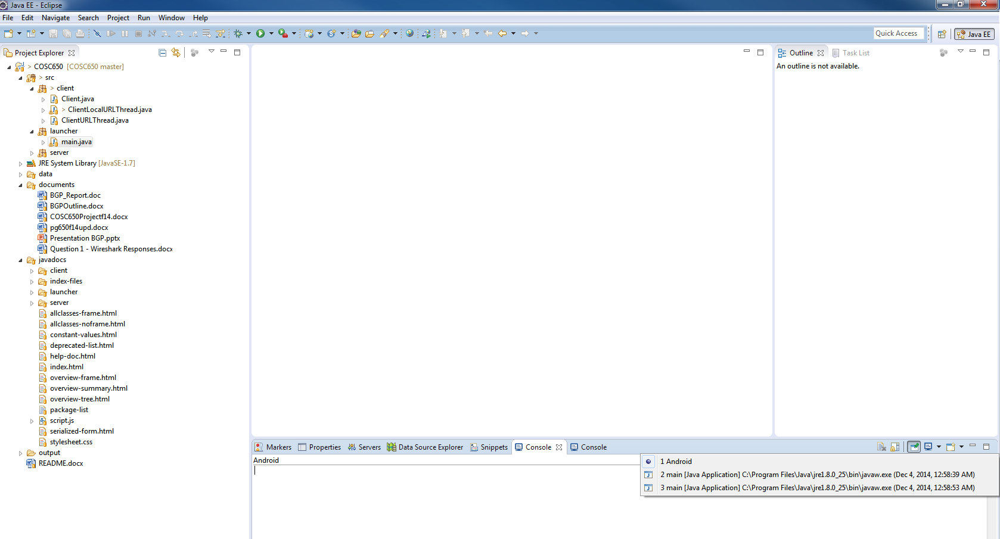 Java EE - Eclipse
File Edit Navigate Search Project Run Window Help
Quick Access
Java EE
Project Explorer
> COSC650 [COSC650 master]
> src
> client
Client.java
> ClientLocalURLThread.java
ClientURLThread.java
launcher
main.java
server
JRE System Library [JavaSE-1.7]
data
documents
BGP_Report.doc
BGPOutline.docx
COSC650Projectf14.docx
pg650f14upd.docx
Presentation BGP.pptx
Question 1 - Wireshark Responses.docx
javadocs
client
index-files
launcher
server
allclasses-frame.html
allclasses-noframe.html
constant-values.html
deprecated-list.html
help-doc.html
index.html
overview-frame.html
overview-summary.html
overview-tree.html
package-list
script.js
serialized-form.html
stylesheet.css
output
README.docx
Outline Task List
An outline is not available.
Markers Properties Servers Data Source Explorer Snippets Console Console
Android
1 Android
2 main [Java Application] C:\Program Files\Java\jre1.8.0_25\bin\javaw.exe (Dec 4, 2014, 12:58:39 AM)
3 main [Java Application] C:\Program Files\Java\jre1.8.0_25\bin\javaw.exe (Dec 4, 2014, 12:58:53 AM)